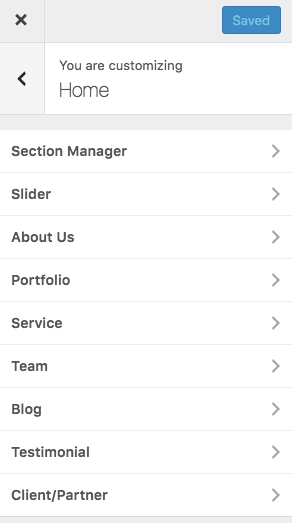 Saved
You are customizing
Home
Section Manager
Slider
About Us
Portfolio
Service
Team
Blog
Testimonial
Client/Partner